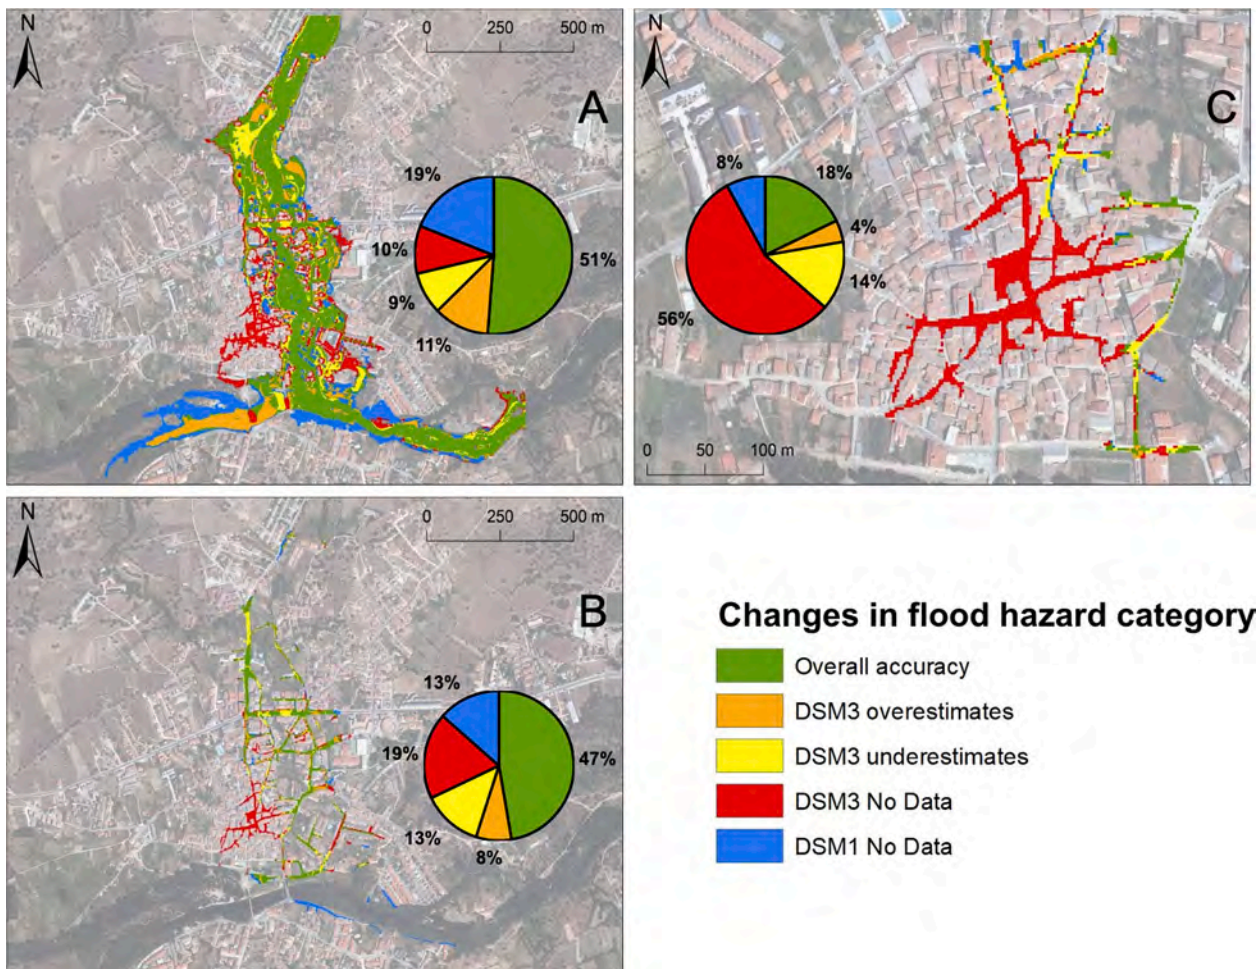 N
0 250 500 m
A
19%
10%
51%
9%
11%
N
C
8%
18%
4%
14%
56%
0 50 100 m
N
0 250 500 m
B
13%
19%
47%
13%
8%
Changes in flood hazard category
Overall accuracy
DSM3 overestimates
DSM3 underestimates
DSM3 No Data
DSM1 No Data